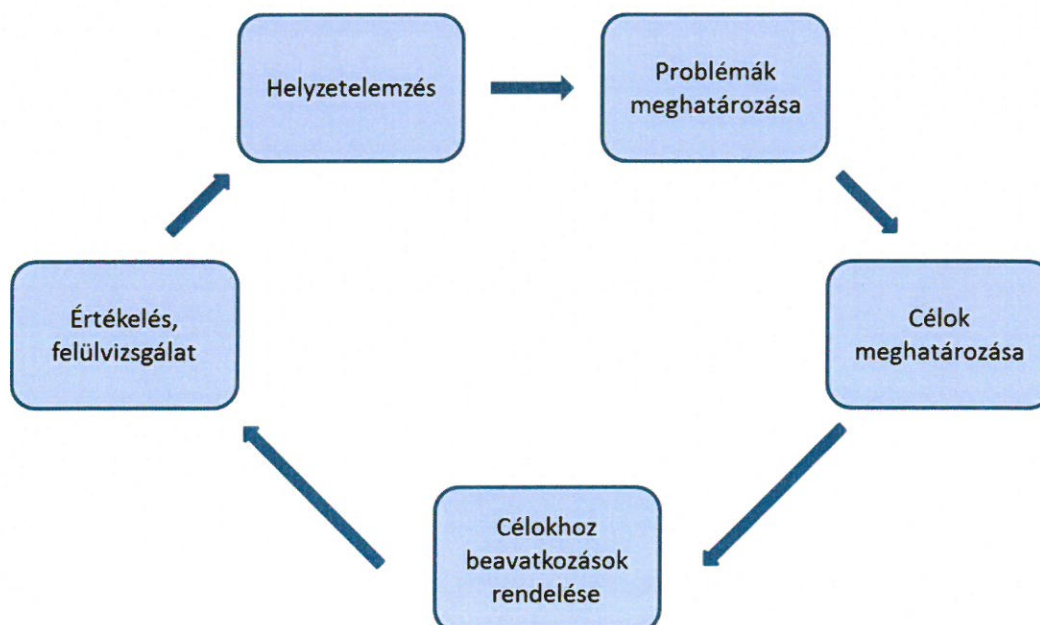 Helyzetelemzés
Problémák
meghatározása
Célok
meghatározása
Célokhoz
beavatkozások
rendelése
Értékelés,
felülvizsgálat